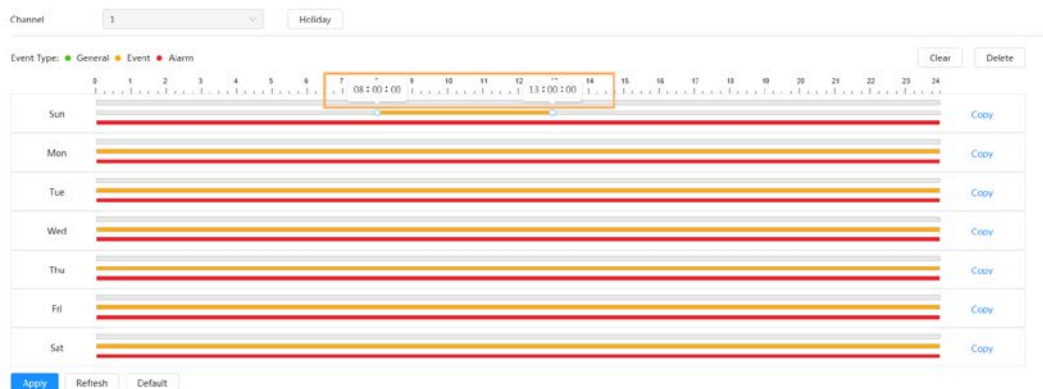 Channel 1 Holiday
Event Type: General Event Alarm Clear Delete
0 1 2 3 4 5 6 7 9 10 11 12 14 15 16 17 18 19 20 21 22 23 24
08:00:00 13:00:00
Sun Copy
Mon Copy
Tue Copy
Wed Copy
Thu Copy
Fri Copy
Sat Copy
Apply Refresh Default